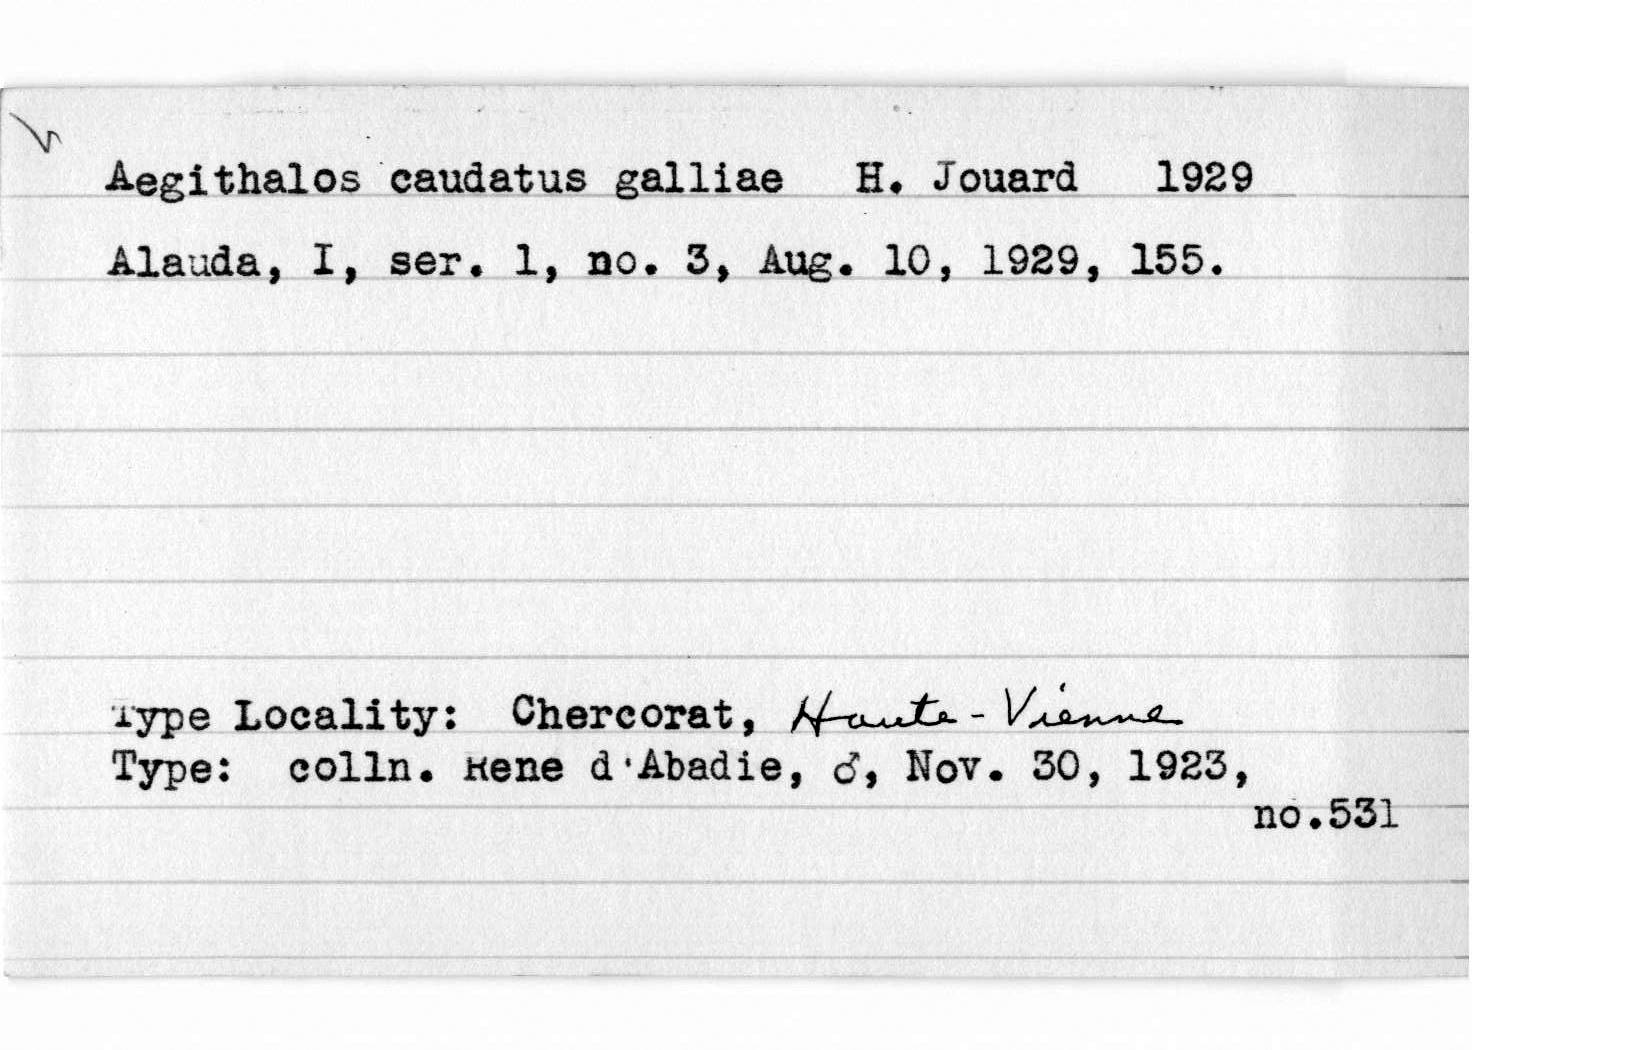 Aegithalos caudatus galliae H. Jouard 1929
Alauda, I, ser. 1, no. 3, Aug. 10, 1929, 155.
Type Locality: Chercorat, Haute-Vienne
Type: colln. Rene d'Abadie, ♂, Nov. 30, 1923,
no.531